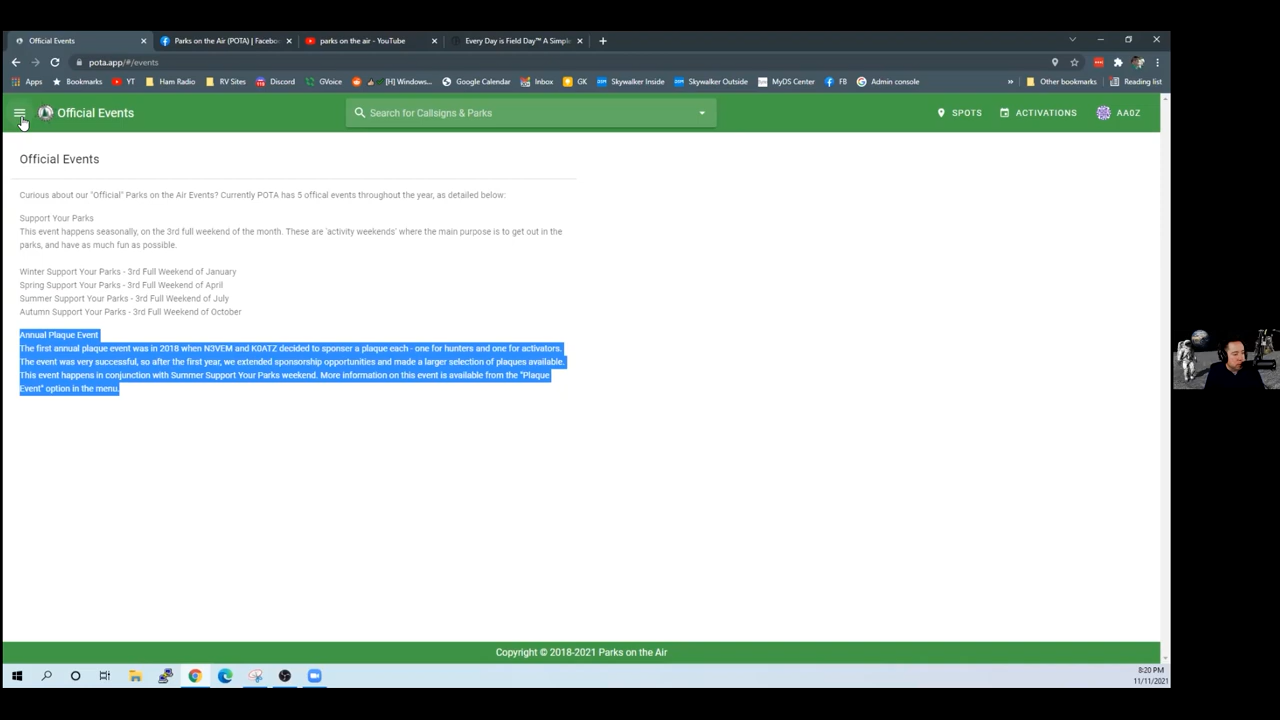 Official Events
Parks on the Air (POTA) | Faceboo
parks on the air - YouTube
Every Day is Field Day™ A Simple
pota.app/#/events
Apps
Bookmarks
YT
Ham Radio
RV Sites
Discord
GVoice
[H] Windows...
Google Calendar
Inbox
GK
Skywalker Inside
Skywalker Outside
MyDS Center
FB
Admin console
»
Other bookmarks
Reading list
Official Events
Search for Callsigns & Parks
SPOTS
ACTIVATIONS
AA0Z
Official Events
Curious about our "Official" Parks on the Air Events? Currently POTA has 5 offical events throughout the year, as detailed below:
Support Your Parks
This event happens seasonally, on the 3rd full weekend of the month. These are 'activity weekends' where the main purpose is to get out in the
parks, and have as much fun as possible.
Winter Support Your Parks - 3rd Full Weekend of January
Spring Support Your Parks - 3rd Full Weekend of April
Summer Support Your Parks - 3rd Full Weekend of July
Autumn Support Your Parks - 3rd Full Weekend of October
Annual Plaque Event
The first annual plaque event was in 2018 when N3VEM and K0ATZ decided to sponser a plaque each - one for hunters and one for activators.
The event was very successful, so after the first year, we extended sponsorship opportunities and made a larger selection of plaques available.
This event happens in conjunction with Summer Support Your Parks weekend. More information on this event is available from the "Plaque
Event" option in the menu.
Copyright © 2018-2021 Parks on the Air
8:20 PM
11/11/2021